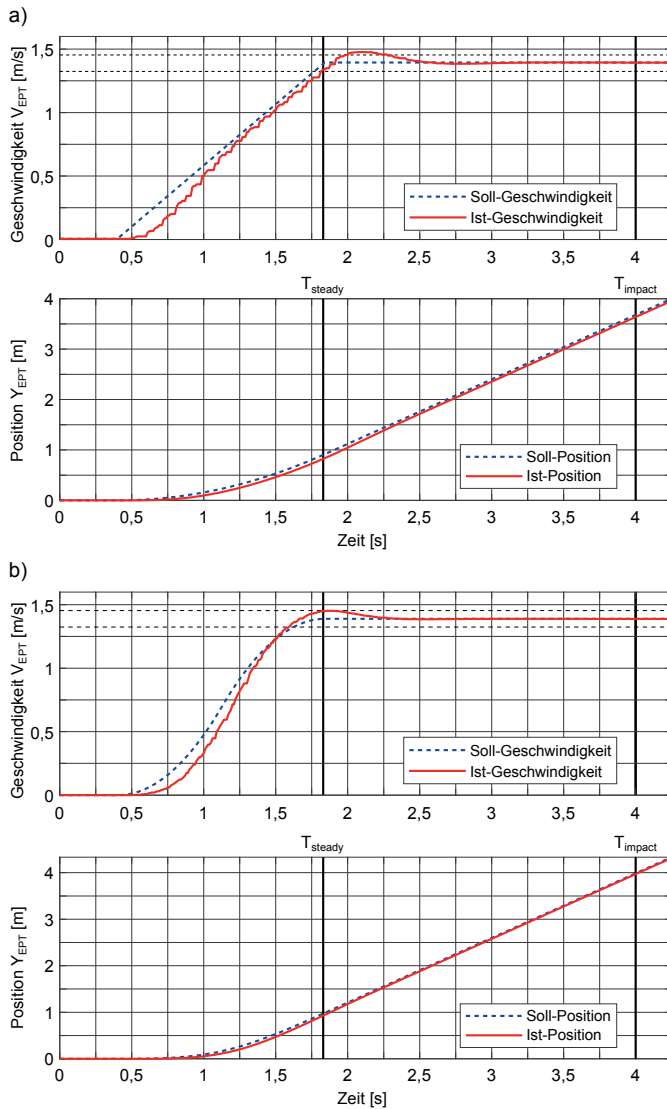 a)
1,5
1
0,5
0
Geschwindigkeit V_EPT [m/s]
Soll-Geschwindigkeit
Ist-Geschwindigkeit
0 0,5 1 1,5 2 2,5 3 3,5 4
T_steady T_impact
4
3
2
1
0
Position Y_EPT [m]
Soll-Position
Ist-Position
0 0,5 1 1,5 2 2,5 3 3,5 4
Zeit [s]
b)
1,5
1
0,5
0
Geschwindigkeit V_EPT [m/s]
Soll-Geschwindigkeit
Ist-Geschwindigkeit
0 0,5 1 1,5 2 2,5 3 3,5 4
T_steady T_impact
4
3
2
1
0
Position Y_EPT [m]
Soll-Position
Ist-Position
0 0,5 1 1,5 2 2,5 3 3,5 4
Zeit [s]